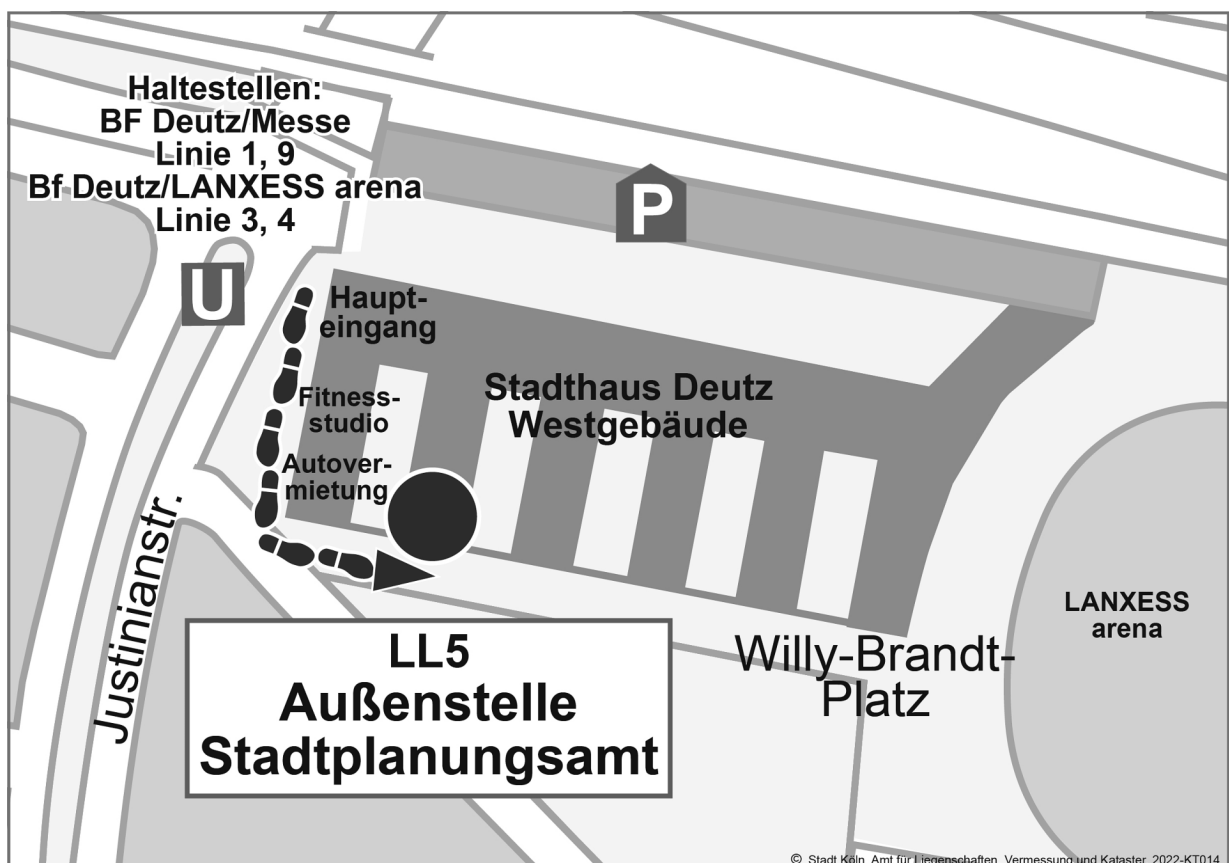 Haltestellen:
BF Deutz/Messe
Linie 1, 9
Bf Deutz/LANXESS arena
Linie 3, 4
P
U
Haupt-
eingang
Stadthaus Deutz
Westgebäude
Fitness-
studio
Autover-
mietung
Justinianstr.
LANXESS
arena
Willy-Brandt-
Platz
LL5
Außenstelle
Stadtplanungsamt
© Stadt Köln, Amt für Liegenschaften, Vermessung und Kataster, 2022-KT014